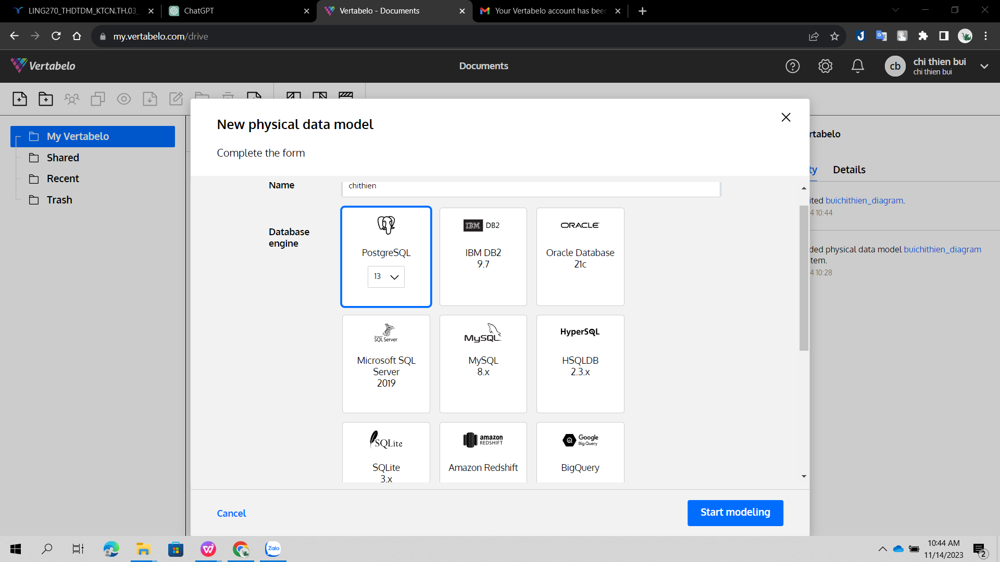 LING270_THDTDM_KTCN.TH.03_
ChatGPT
Vertabelo - Documents
Your Vertabelo account has been
my.vertabelo.com/drive
Vertabelo
Documents
cb
chi thien bui
chi thien bui
My Vertabelo
Shared
Recent
Trash
New physical data model
Complete the form
Name
chithien
Database
engine
PostgreSQL
13
IBM DB2
IBM DB2
9.7
ORACLE
Oracle Database
21c
Microsoft
SQL Server
Microsoft SQL
Server
2019
MySQL
MySQL
8.x
HyperSQL
HSQLDB
2.3.x
SQLite
SQLite
3.x
amazon
REDSHIFT
Amazon Redshift
Google
Big Query
BigQuery
Cancel
Start modeling
rtabelo
ty
Details
ited buichithien_diagram.
4 10:44
ded physical data model buichithien_diagram
tem.
4 10:28
Zalo
10:44 AM
11/14/2023
2